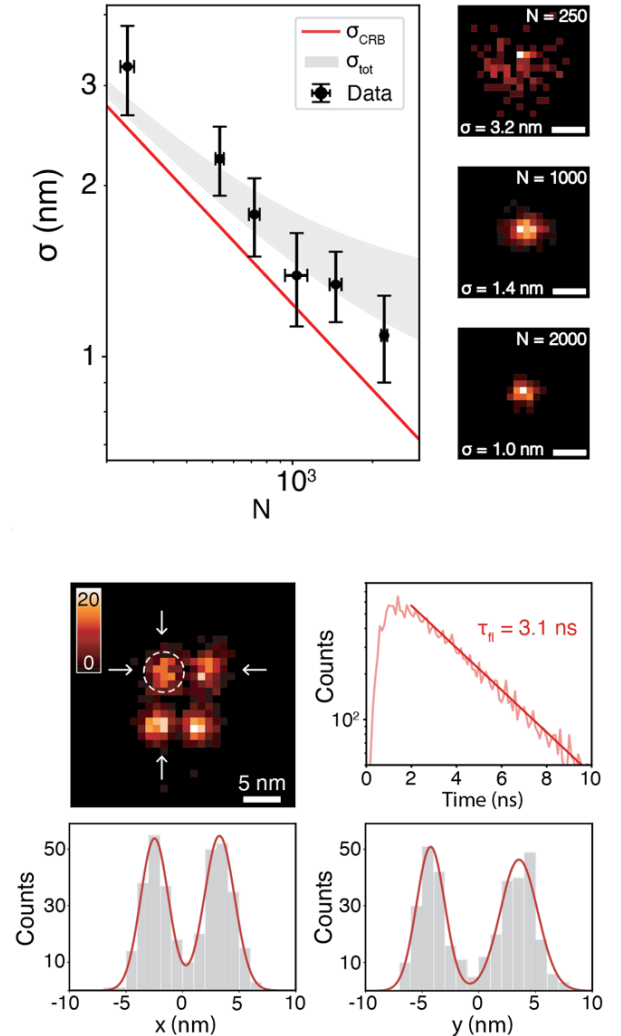 σCRB
σtot
Data
3
2
1
σ (nm)
10³
N
N = 250
σ = 3.2 nm
N = 1000
σ = 1.4 nm
N = 2000
σ = 1.0 nm
20
0
5 nm
τfl = 3.1 ns
Counts
10²
0 2 4 6 8 10
Time (ns)
50
30
10
Counts
-10 -5 0 5 10
x (nm)
50
30
10
Counts
-10 -5 0 5 10
y (nm)